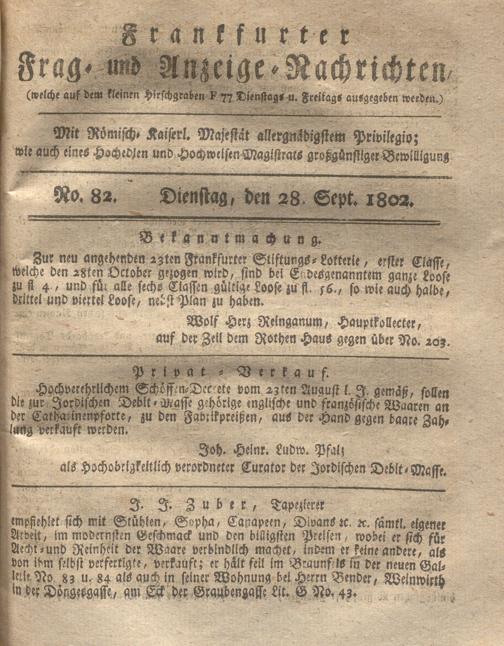 Frankfurter
Frag- und Anzeige-Nachrichten,
(welche auf dem kleinen Hirschgraben F 77 Dienstags u. Freitags ausgegeben werden.)
Mit Römisch-Kaiserl. Majestät allergnädigstem Privilegio;
wie auch eines Hochedlen und Hochweisen Magistrats großgünstiger Bewilligung
No. 82. Dienstag, den 28. Sept. 1802.
Bekanntmachung.
Zur neu angehenden 23ten Frankfurter Stiftungs-Lotterie, erster Classe,
welche den 28ten October gezogen wird, sind bei Endesgenanntem ganze Loose
zu fl 4., und für alle sechs Classen gültige Loose zu fl. 56., so wie auch halbe,
drittel und viertel Loose, nebst Plan zu haben.
Wolf Herz Reinganum, Hauptkollecter,
auf der Zeil dem Rothen Haus gegen über No. 203.
Privat-Verkauf.
Hochverehrlichem Schöffen-Decrete vom 23ten August l. J. gemäß, sollen
die zur Jordischen Debit-Masse gehörige englische und französische Waaren an
der Catharinenpforte, zu den Fabrikpreißen, aus der Hand gegen baare Zah-
lung verkauft werden.
Joh. Heinr. Ludw. Pfalz
als Hochobrigkeitlich verordneter Curator der Jordischen Debit-Masse.
J. J. Zuber, Tapezierer
empfiehlet sich mit Stühlen, Sopha, Canapeen, Divans ꝛc. ꝛc. sämtl. eigener
Arbeit, im modernsten Geschmack und den billigsten Preisen, wobei er sich für
Aecht- und Reinheit der Waare verbindlich machet, indem er keine andere, als
von ihm selbst verfertigte, verkauft; er hält feil im Braunfels in der neuen Gal-
lerie No. 83 u. 84 als auch in seiner Wohnung bei Herrn Bender, Weinwirth
in der Döngesgasse, am Eck der Graubengasse Lit. G No. 43.